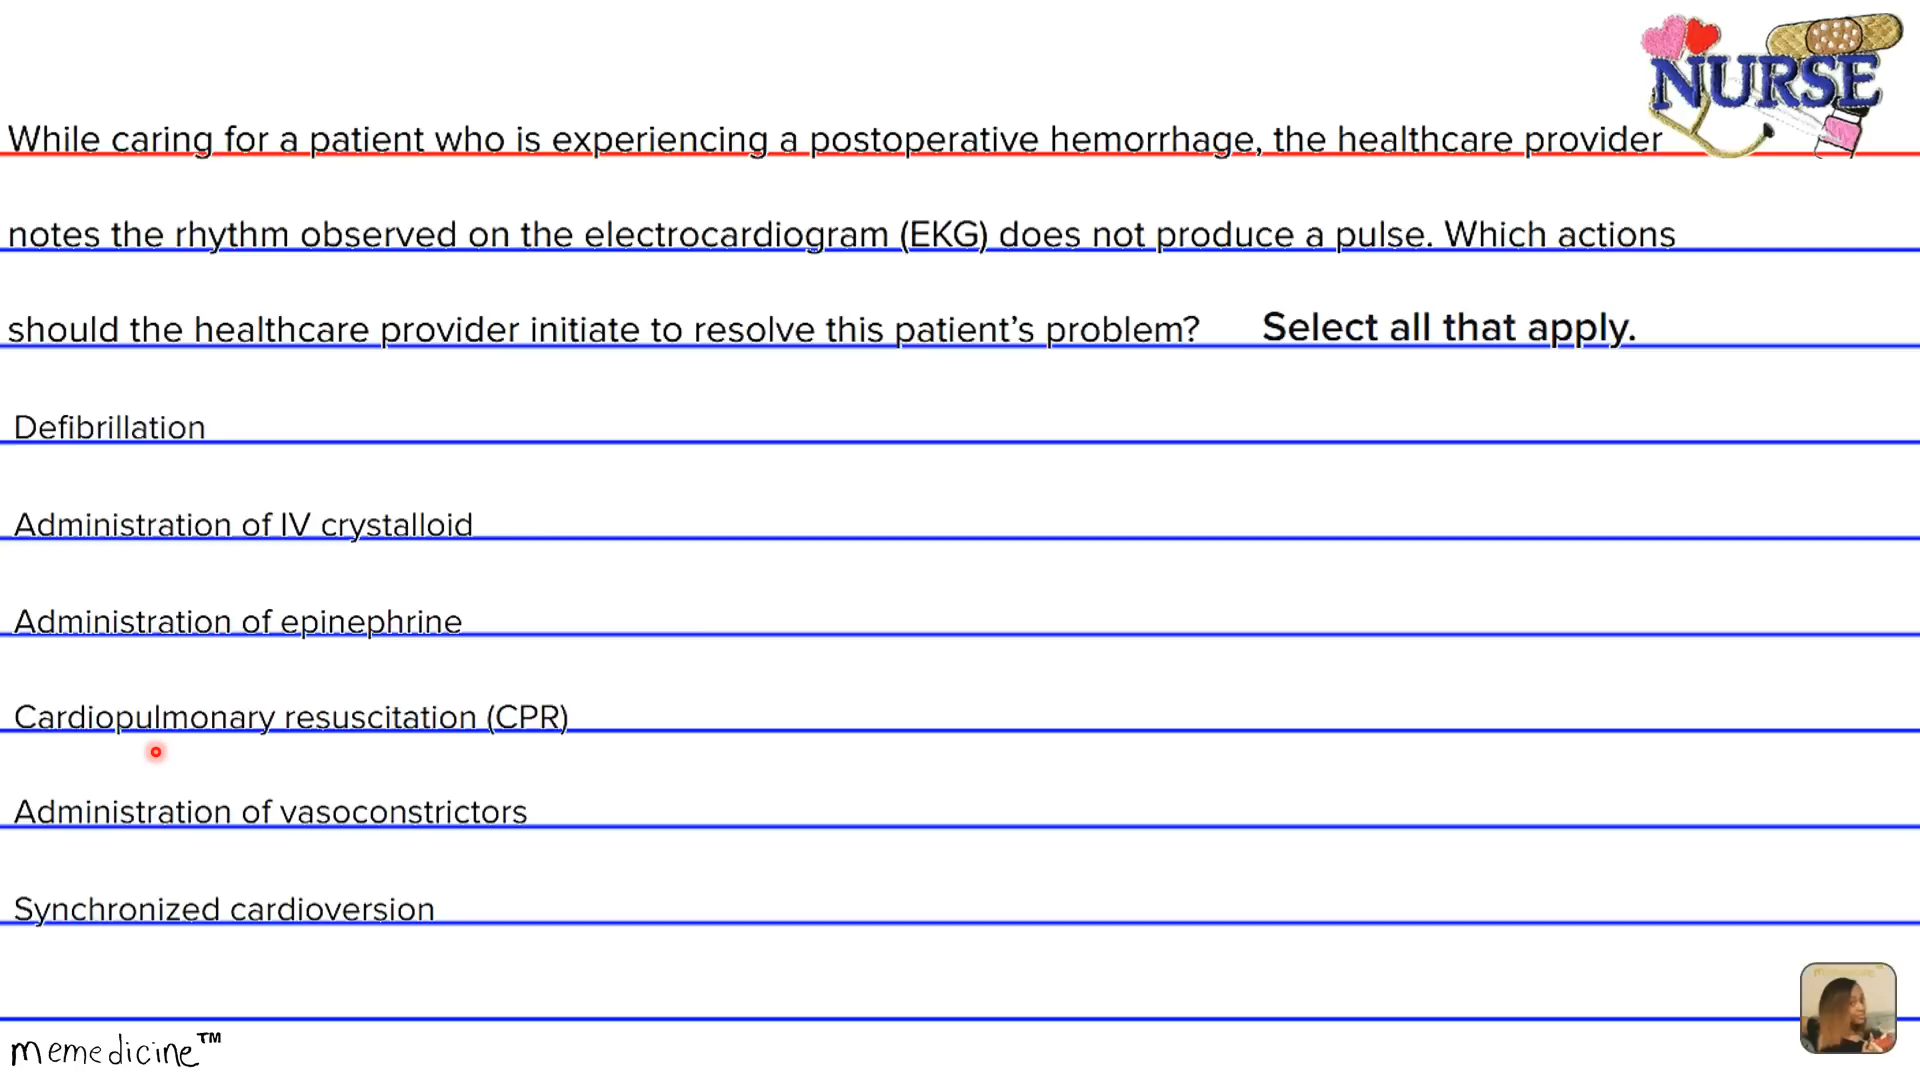 NURSE
While caring for a patient who is experiencing a postoperative hemorrhage, the healthcare provider
notes the rhythm observed on the electrocardiogram (EKG) does not produce a pulse. Which actions
should the healthcare provider initiate to resolve this patient’s problem? Select all that apply.
Defibrillation
Administration of IV crystalloid
Administration of epinephrine
Cardiopulmonary resuscitation (CPR)
Administration of vasoconstrictors
Synchronized cardioversion
memedicine™